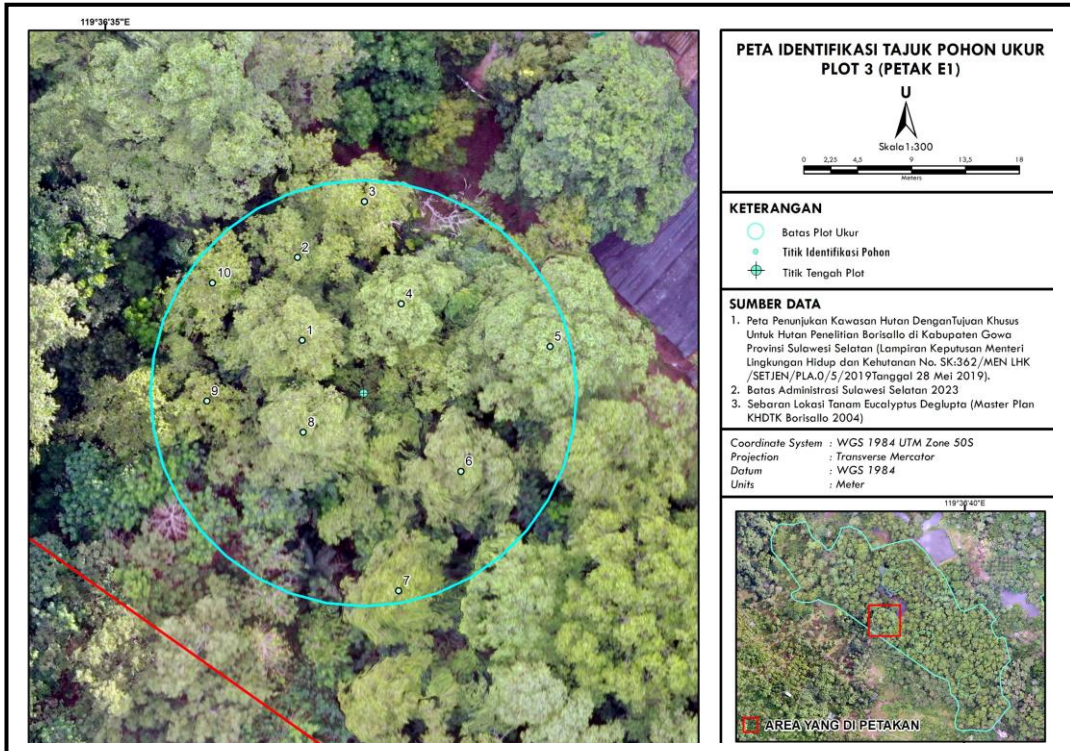 119°36'35"E
3
2
10
4
1
5
9
8
6
7
PETA IDENTIFIKASI TAJUK POHON UKUR
PLOT 3 (PETAK E1)
U
Skala1:300
0 2,25 4,5 9 13,5 18
Meters
KETERANGAN
Batas Plot Ukur
Titik Identifikasi Pohon
Titik Tengah Plot
SUMBER DATA
1. Peta Penunjukan Kawasan Hutan DenganTujuan Khusus
Untuk Hutan Penelitian Borisallo di Kabupaten Gowa
Provinsi Sulawesi Selatan (Lampiran Keputusan Menteri
Lingkungan Hidup dan Kehutanan No. SK:362/MEN LHK
/SETJEN/PLA.0/5/2019Tanggal 28 Mei 2019).
2. Batas Administrasi Sulawesi Selatan 2023
3. Sebaran Lokasi Tanam Eucalyptus Deglupta (Master Plan
KHDTK Borisallo 2004)
Coordinate System : WGS 1984 UTM Zone 50S
Projection : Transverse Mercator
Datum : WGS 1984
Units : Meter
119°36'40"E
AREA YANG DI PETAKAN